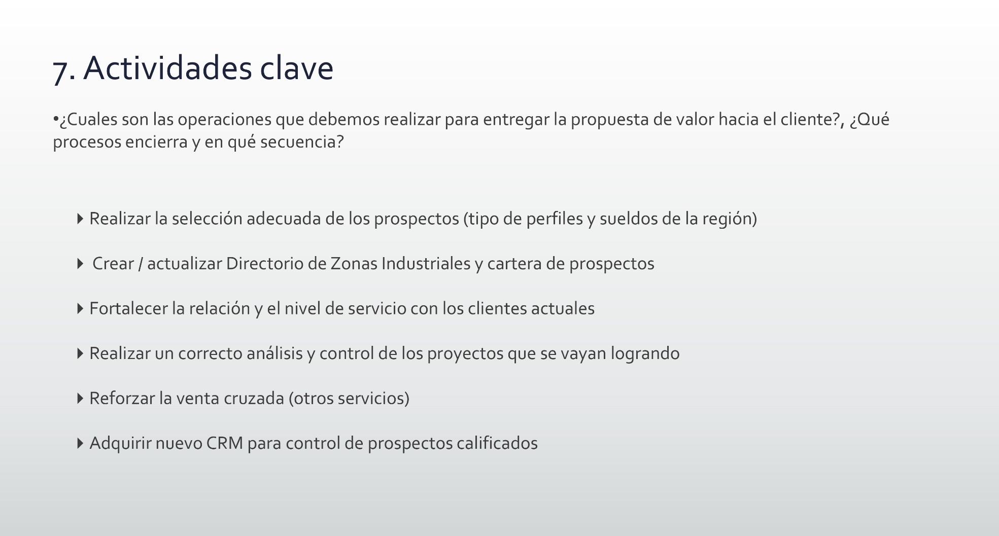 7. Actividades clave
•¿Cuales son las operaciones que debemos realizar para entregar la propuesta de valor hacia el cliente?, ¿Qué
procesos encierra y en qué secuencia?
Realizar la selección adecuada de los prospectos (tipo de perfiles y sueldos de la región)
Crear / actualizar Directorio de Zonas Industriales y cartera de prospectos
Fortalecer la relación y el nivel de servicio con los clientes actuales
Realizar un correcto análisis y control de los proyectos que se vayan logrando
Reforzar la venta cruzada (otros servicios)
Adquirir nuevo CRM para control de prospectos calificados